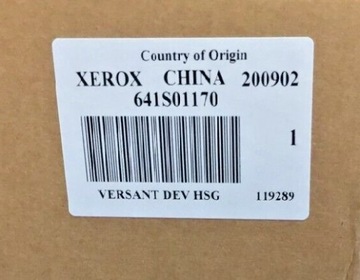 Country of Origin
XEROX CHINA 200902
641S01170
1
VERSANT DEV HSG 119289